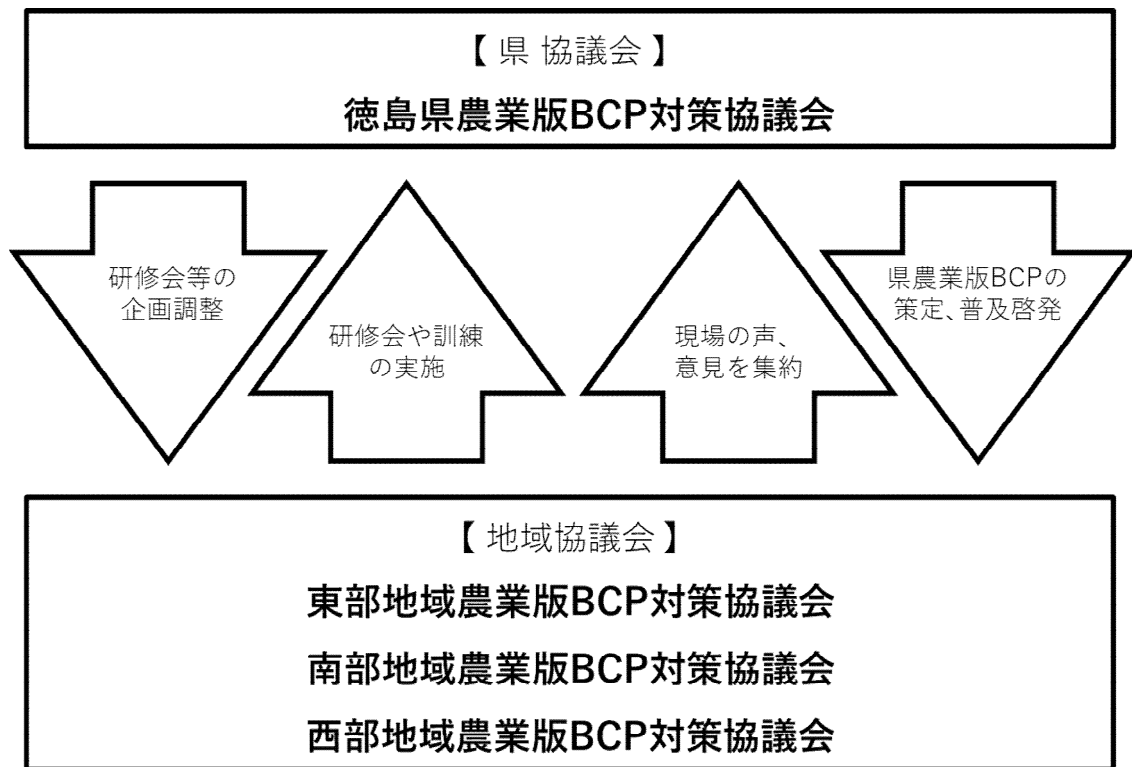 【 県 協議会 】
徳島県農業版BCP対策協議会
研修会等の
企画調整
研修会や訓練
の実施
現場の声、
意見を集約
県農業版BCPの
策定、普及啓発
【 地域協議会 】
東部地域農業版BCP対策協議会
南部地域農業版BCP対策協議会
西部地域農業版BCP対策協議会